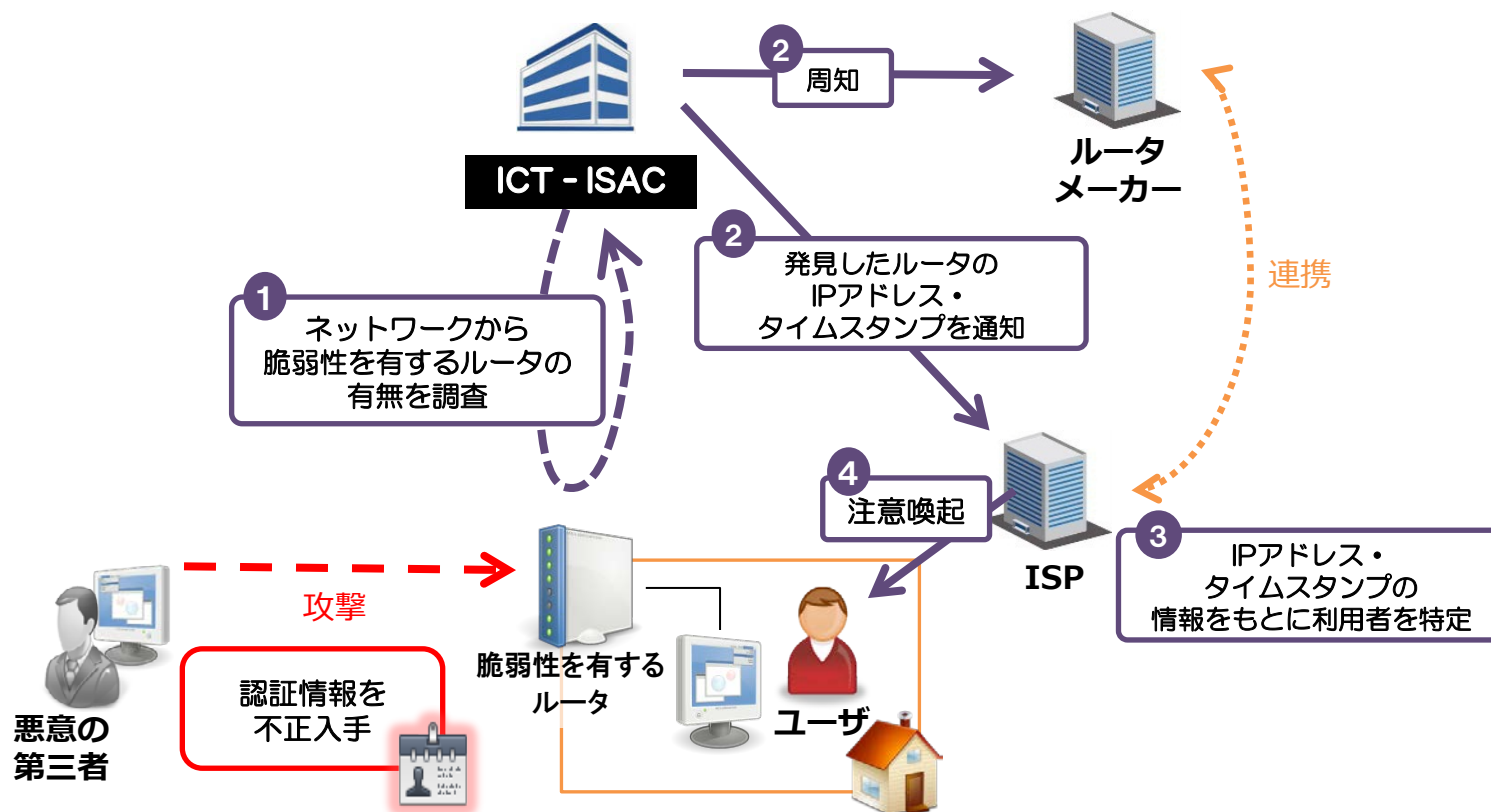 2
周知
ルータ
メーカー
ICT - ISAC
2
発見したルータの
IPアドレス・
タイムスタンプを通知
連携
1
ネットワークから
脆弱性を有するルータの
有無を調査
4
注意喚起
ISP
3
IPアドレス・
タイムスタンプの
情報をもとに利用者を特定
攻撃
認証情報を
不正入手
悪意の
第三者
脆弱性を有する
ルータ
ユーザ